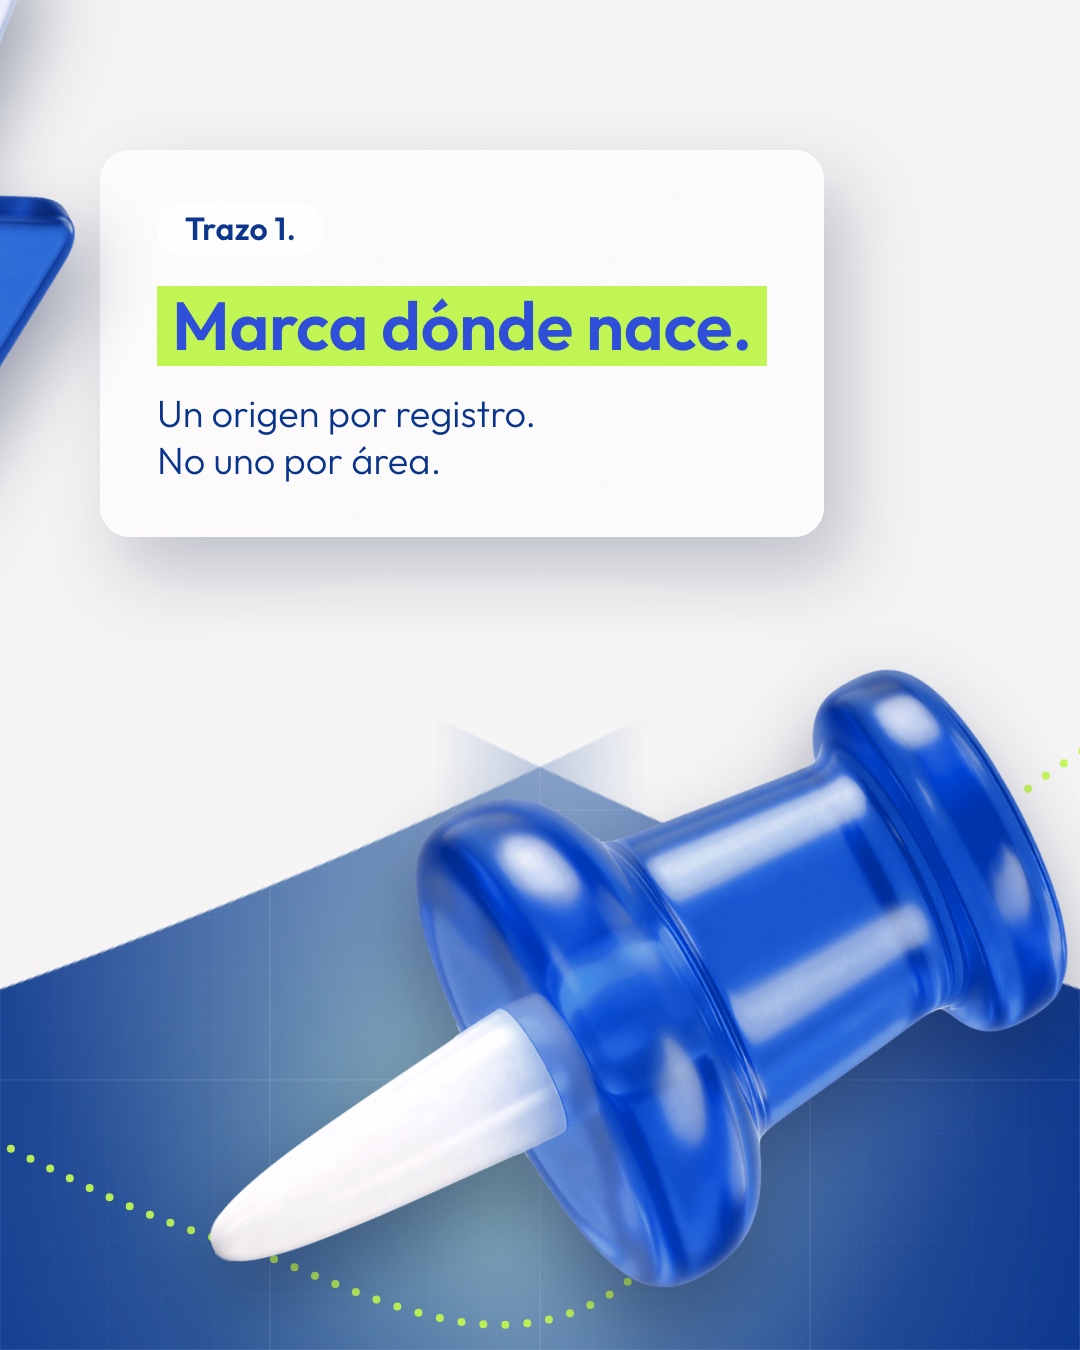 Trazo 1.
Marca dónde nace.
Un origen por registro.
No uno por área.